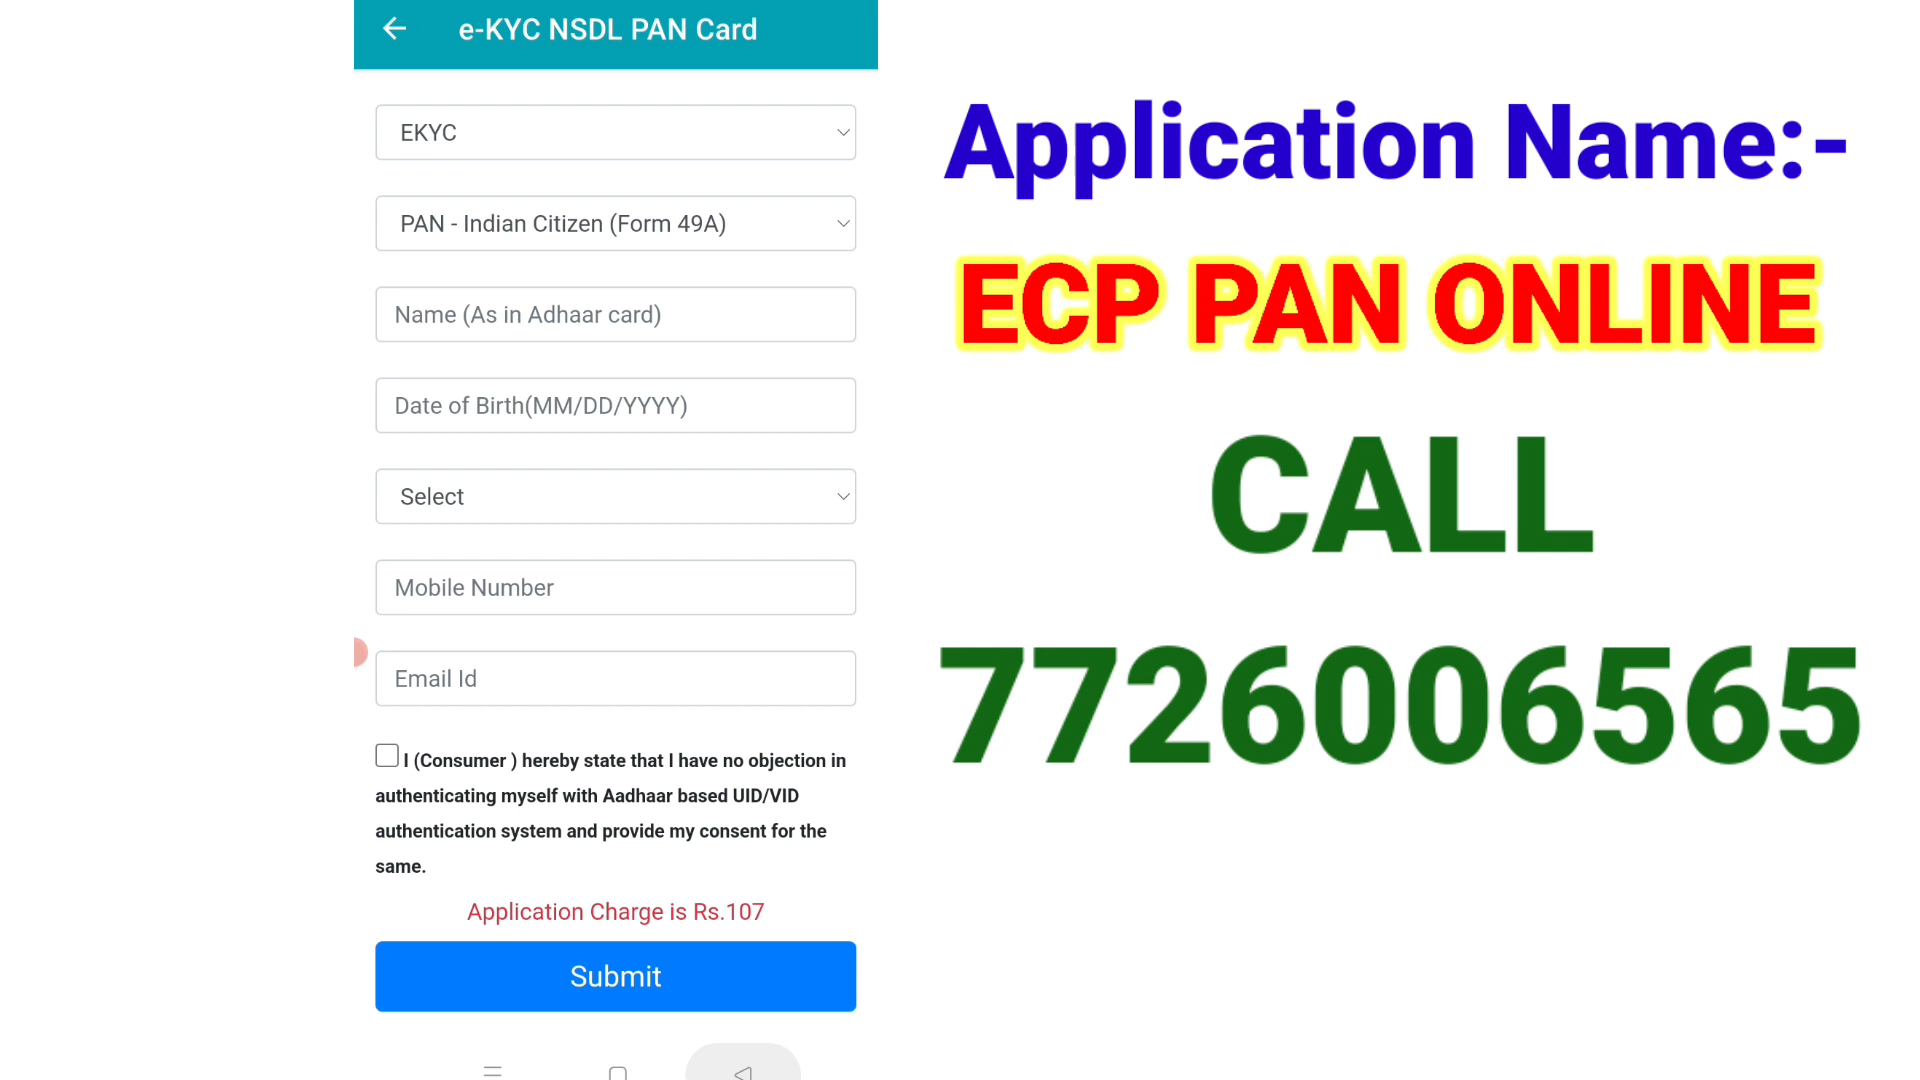 e-KYC NSDL PAN Card
EKYC
PAN - Indian Citizen (Form 49A)
Name (As in Adhaar card)
Date of Birth(MM/DD/YYYY)
Select
Mobile Number
Email Id
I (Consumer ) hereby state that I have no objection in
authenticating myself with Aadhaar based UID/VID
authentication system and provide my consent for the
same.
Application Charge is Rs.107
Submit
Application Name:-
ECP PAN ONLINE
CALL
7726006565